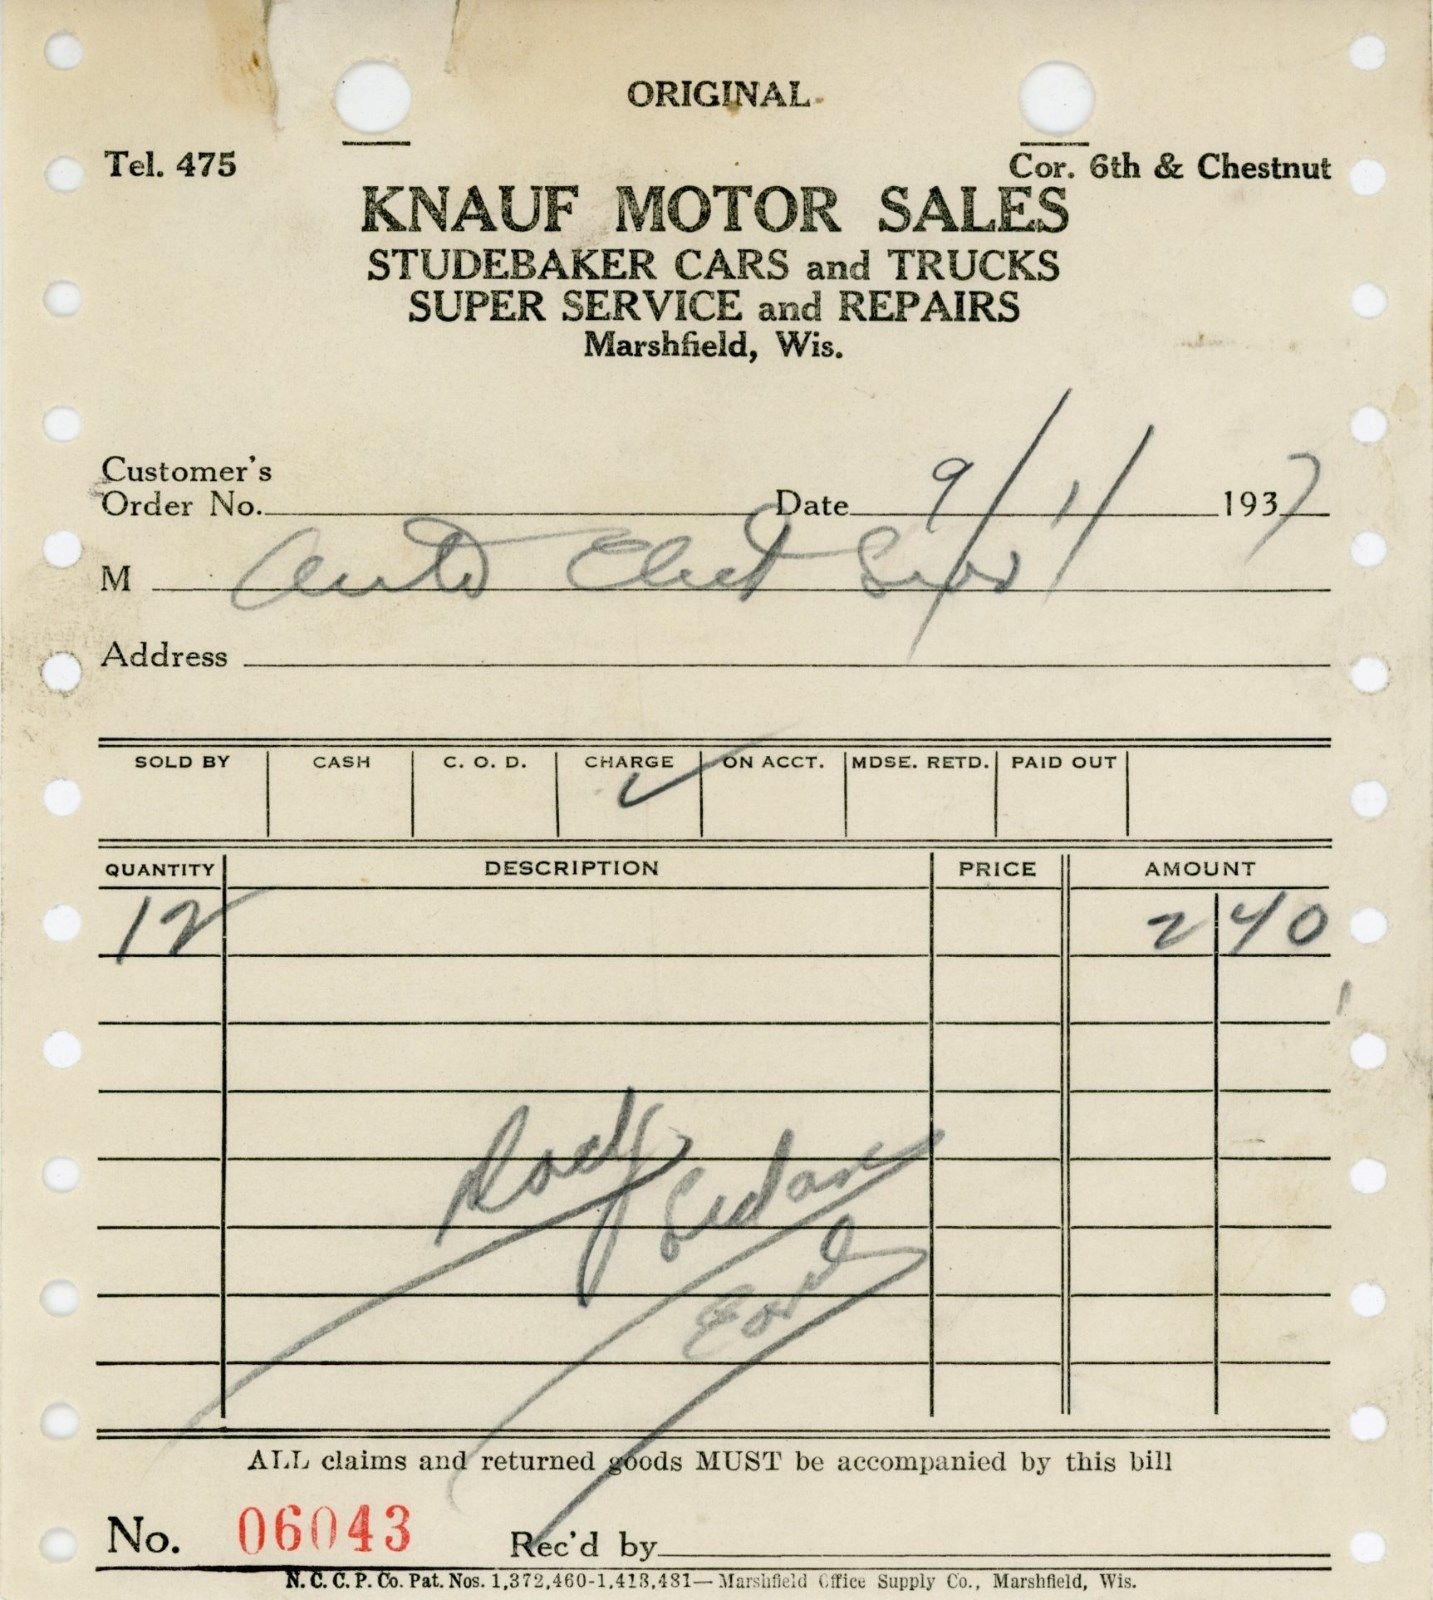 ORIGINAL
Tel. 475
Cor. 6th & Chestnut
KNAUF MOTOR SALES
STUDEBAKER CARS and TRUCKS
SUPER SERVICE and REPAIRS
Marshfield, Wis.
Customer's
Order No. Date 9/11/ 1937
M Auto Elect
Address
SOLD BY CASH C. O. D. CHARGE ON ACCT. MDSE. RETD. PAID OUT
QUANTITY DESCRIPTION PRICE AMOUNT
12 2 40
Sedan
ALL claims and returned goods MUST be accompanied by this bill
No. 06043 Rec'd by
N. C. C. P. Co. Pat. Nos. 1,372,460-1,413,431—Marshfield Office Supply Co., Marshfield, Wis.